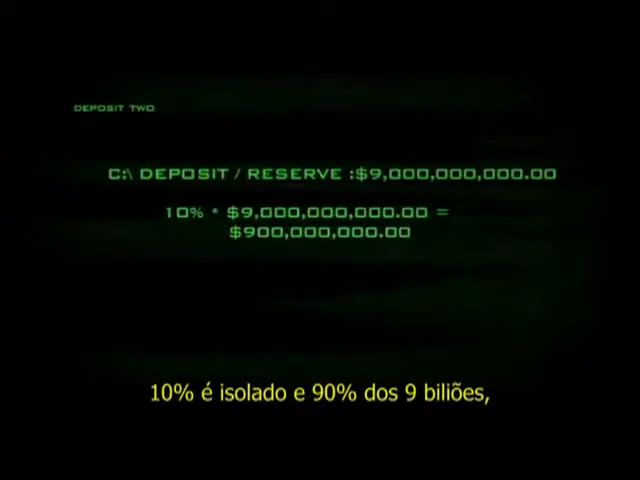 DEPOSIT TWO
C:\ DEPOSIT / RESERVE :$9,000,000,000.00
10% * $9,000,000,000.00 =
$900,000,000.00
10% é isolado e 90% dos 9 biliões,